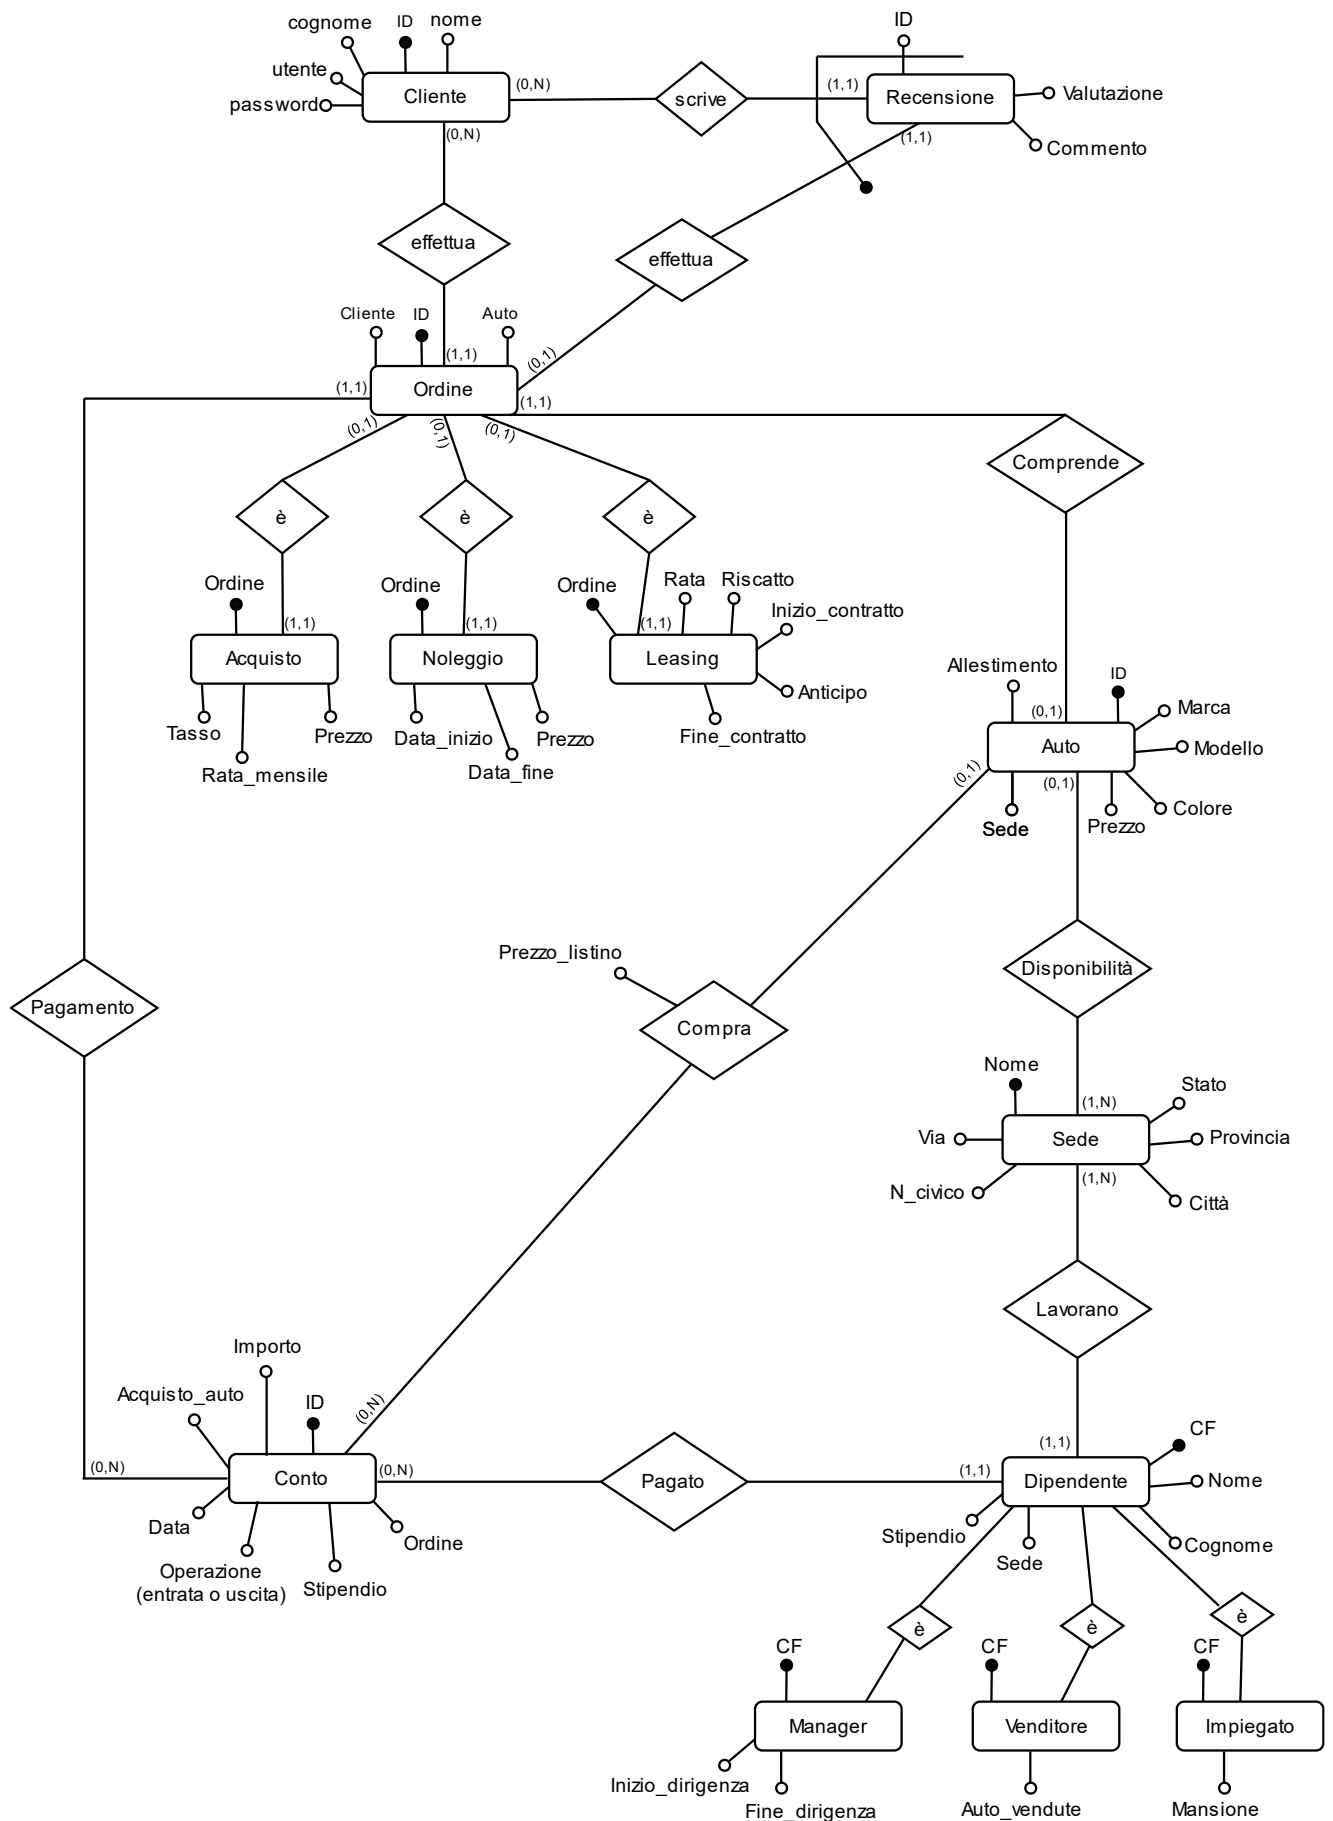 cognome
ID
nome
ID
utente
password
Cliente
(0,N)
scrive
(1,1)
Recensione
Valutazione
(0,N)
(1,1)
Commento
effettua
effettua
Cliente
ID
Auto
(1,1)
(0,1)
(1,1)
Ordine
(1,1)
(0,1)
(0,1)
(0,1)
Comprende
è
è
è
Ordine
Ordine
Ordine
Rata
Riscatto
Inizio_contratto
(1,1)
(1,1)
(1,1)
Acquisto
Noleggio
Leasing
Allestimento
ID
Anticipo
Marca
(0,1)
Tasso
Prezzo
Data_inizio
Prezzo
Fine_contratto
Auto
Modello
Rata_mensile
Data_fine
(0,1)
(0,1)
Colore
Sede
Prezzo
Prezzo_listino
Disponibilità
Pagamento
Compra
Nome
Stato
(1,N)
Via
Sede
Provincia
(1,N)
N_civico
Città
Lavorano
Importo
Acquisto_auto
ID
(0,N)
CF
(1,1)
(0,N)
(0,N)
(1,1)
Conto
Pagato
Dipendente
Nome
Data
Ordine
Stipendio
Sede
Cognome
Operazione
(entrata o uscita)
Stipendio
è
è
è
CF
CF
CF
Manager
Venditore
Impiegato
Inizio_dirigenza
Fine_dirigenza
Auto_vendute
Mansione